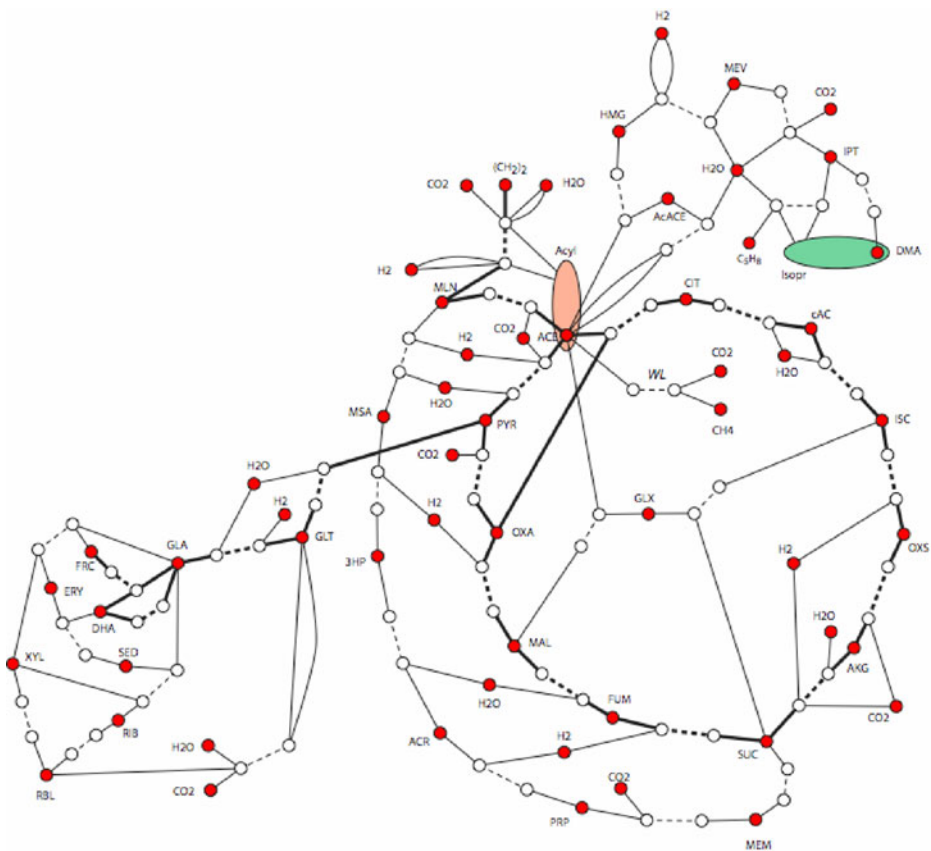 H2
MEV
CO2
HMG
IPT
H2O
(CH2)2
CO2
H2O
AcACE
C5H8
DMA
Isopr
Acyl
H2
MLN
CIT
cAC
CO2
ACE
H2
H2O
CO2
WL
H2O
MSA
CH4
PYR
ISC
CO2
H2O
H2
GLX
H2
OXA
GLT
OXS
GLA
FRC
3HP
H2
ERY
DHA
H2O
MAL
SED
AKG
XYL
H2O
FUM
CO2
RIB
H2O
ACR
H2
SUC
RBL
CO2
CO2
PRP
MEM